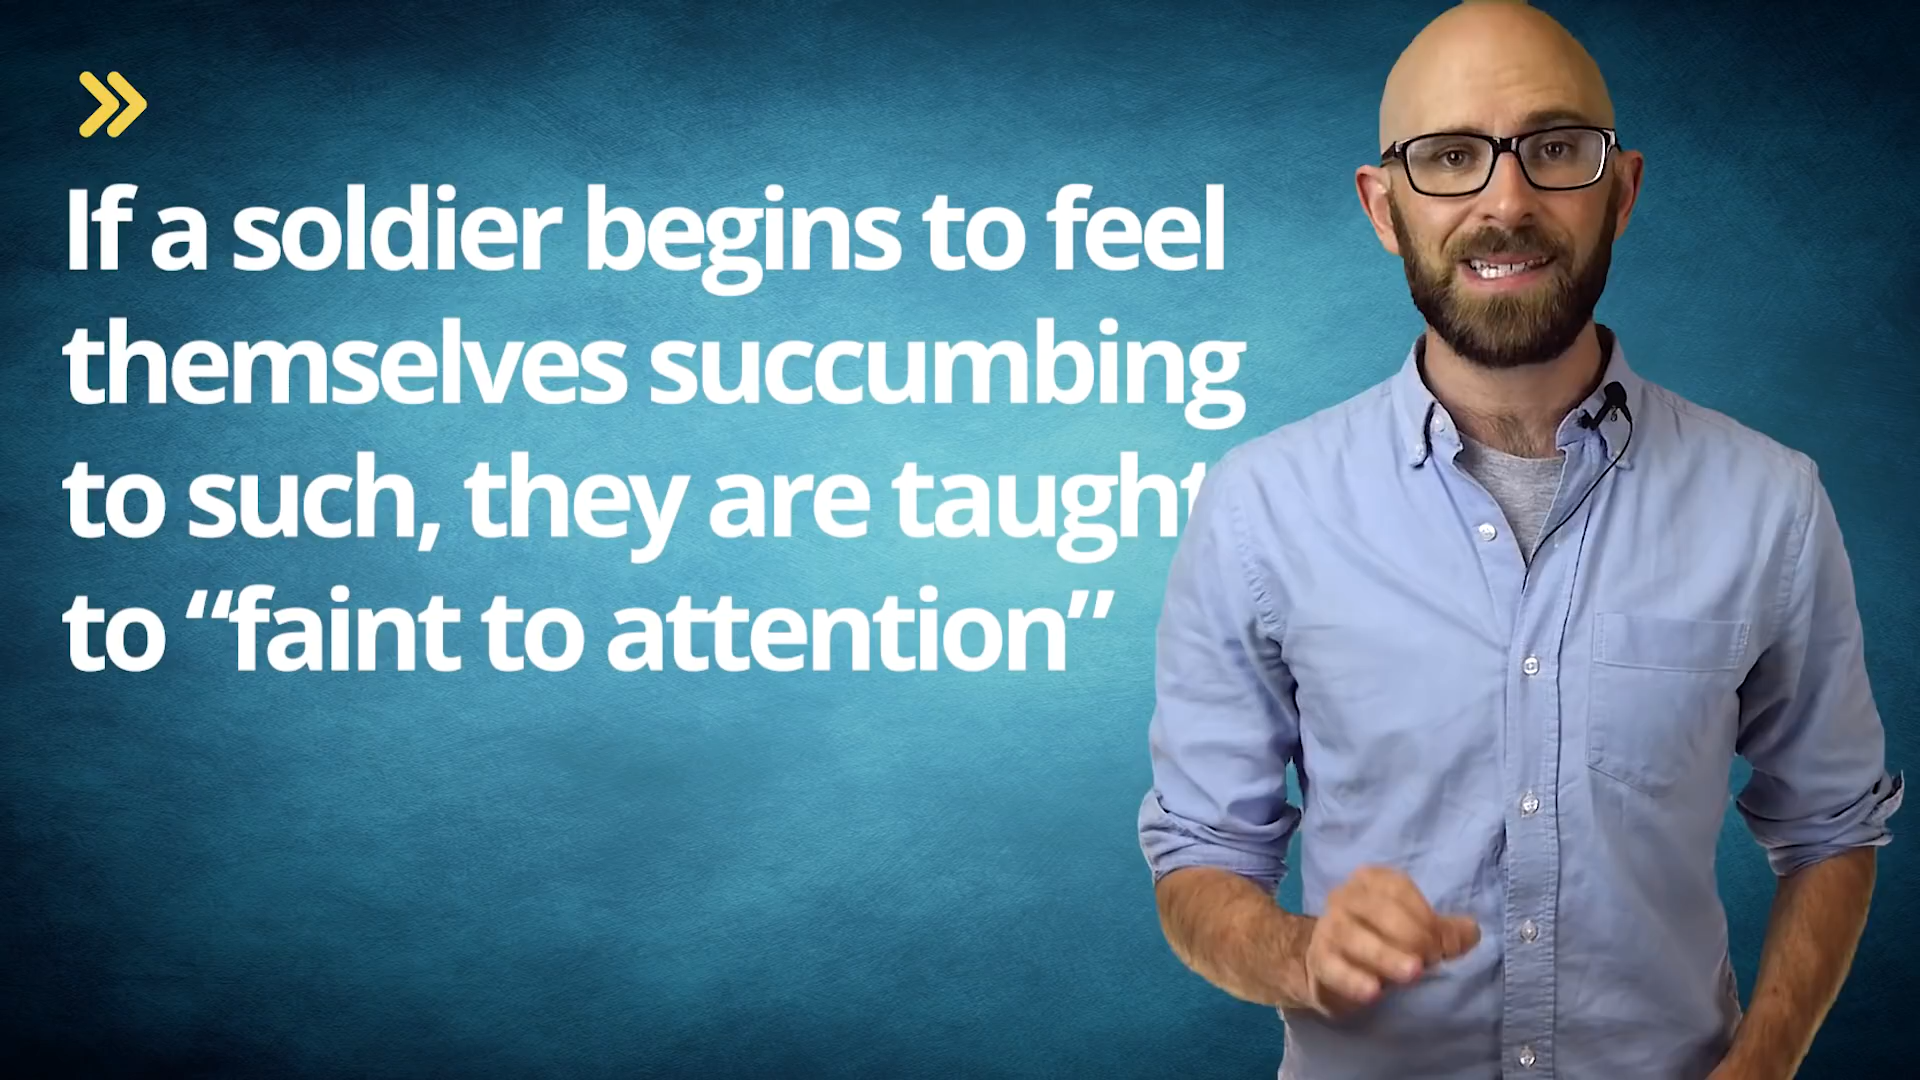 If a soldier begins to feel
themselves succumbing
to such, they are taught
to “faint to attention”